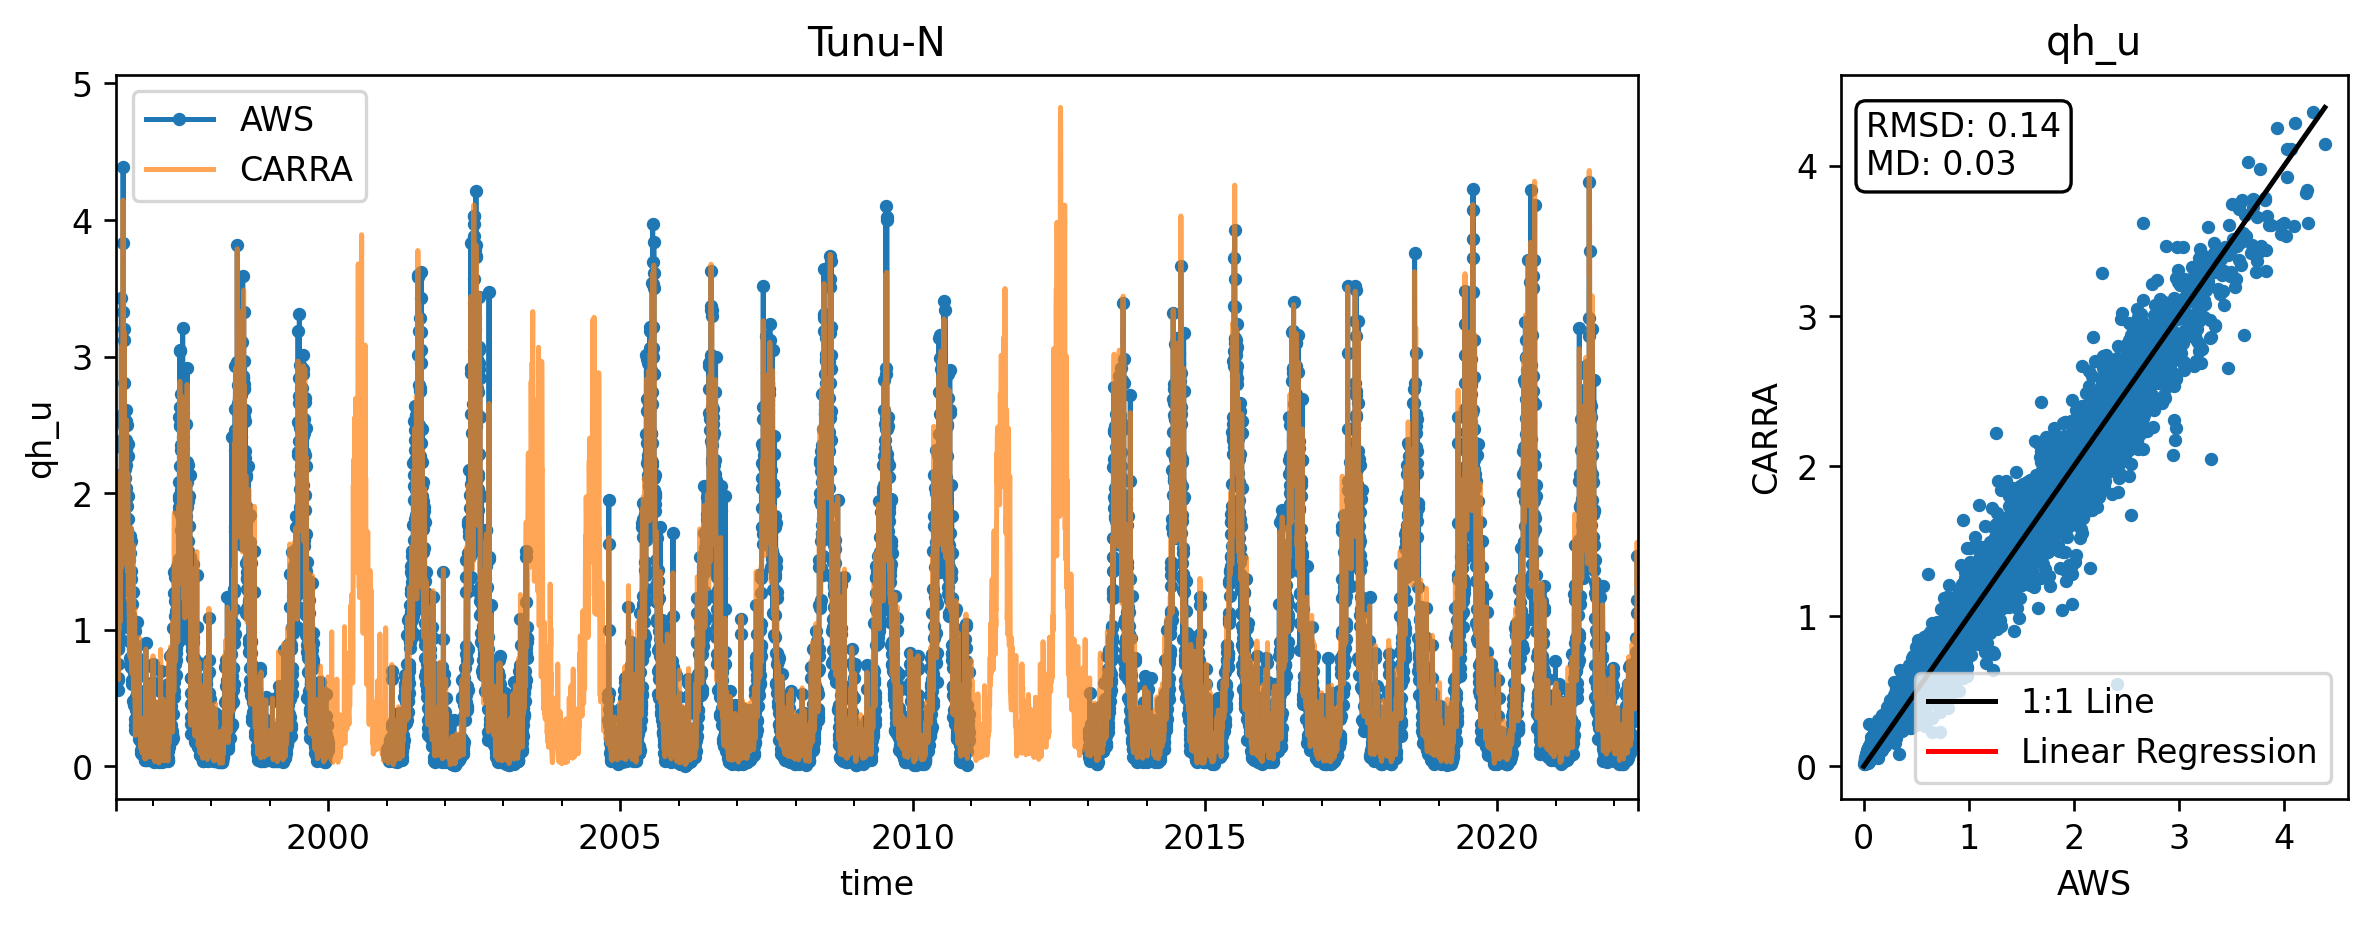 Tunu-N
qh_u
AWS
CARRA
5
4
3
2
1
0
qh_u
2000
2005
2010
2015
2020
time
RMSD: 0.14
MD: 0.03
4
3
2
1
0
CARRA
1:1 Line
Linear Regression
0
1
2
3
4
AWS